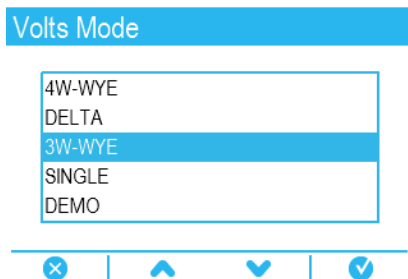 Volts Mode
4W-WYE
DELTA
3W-WYE
SINGLE
DEMO